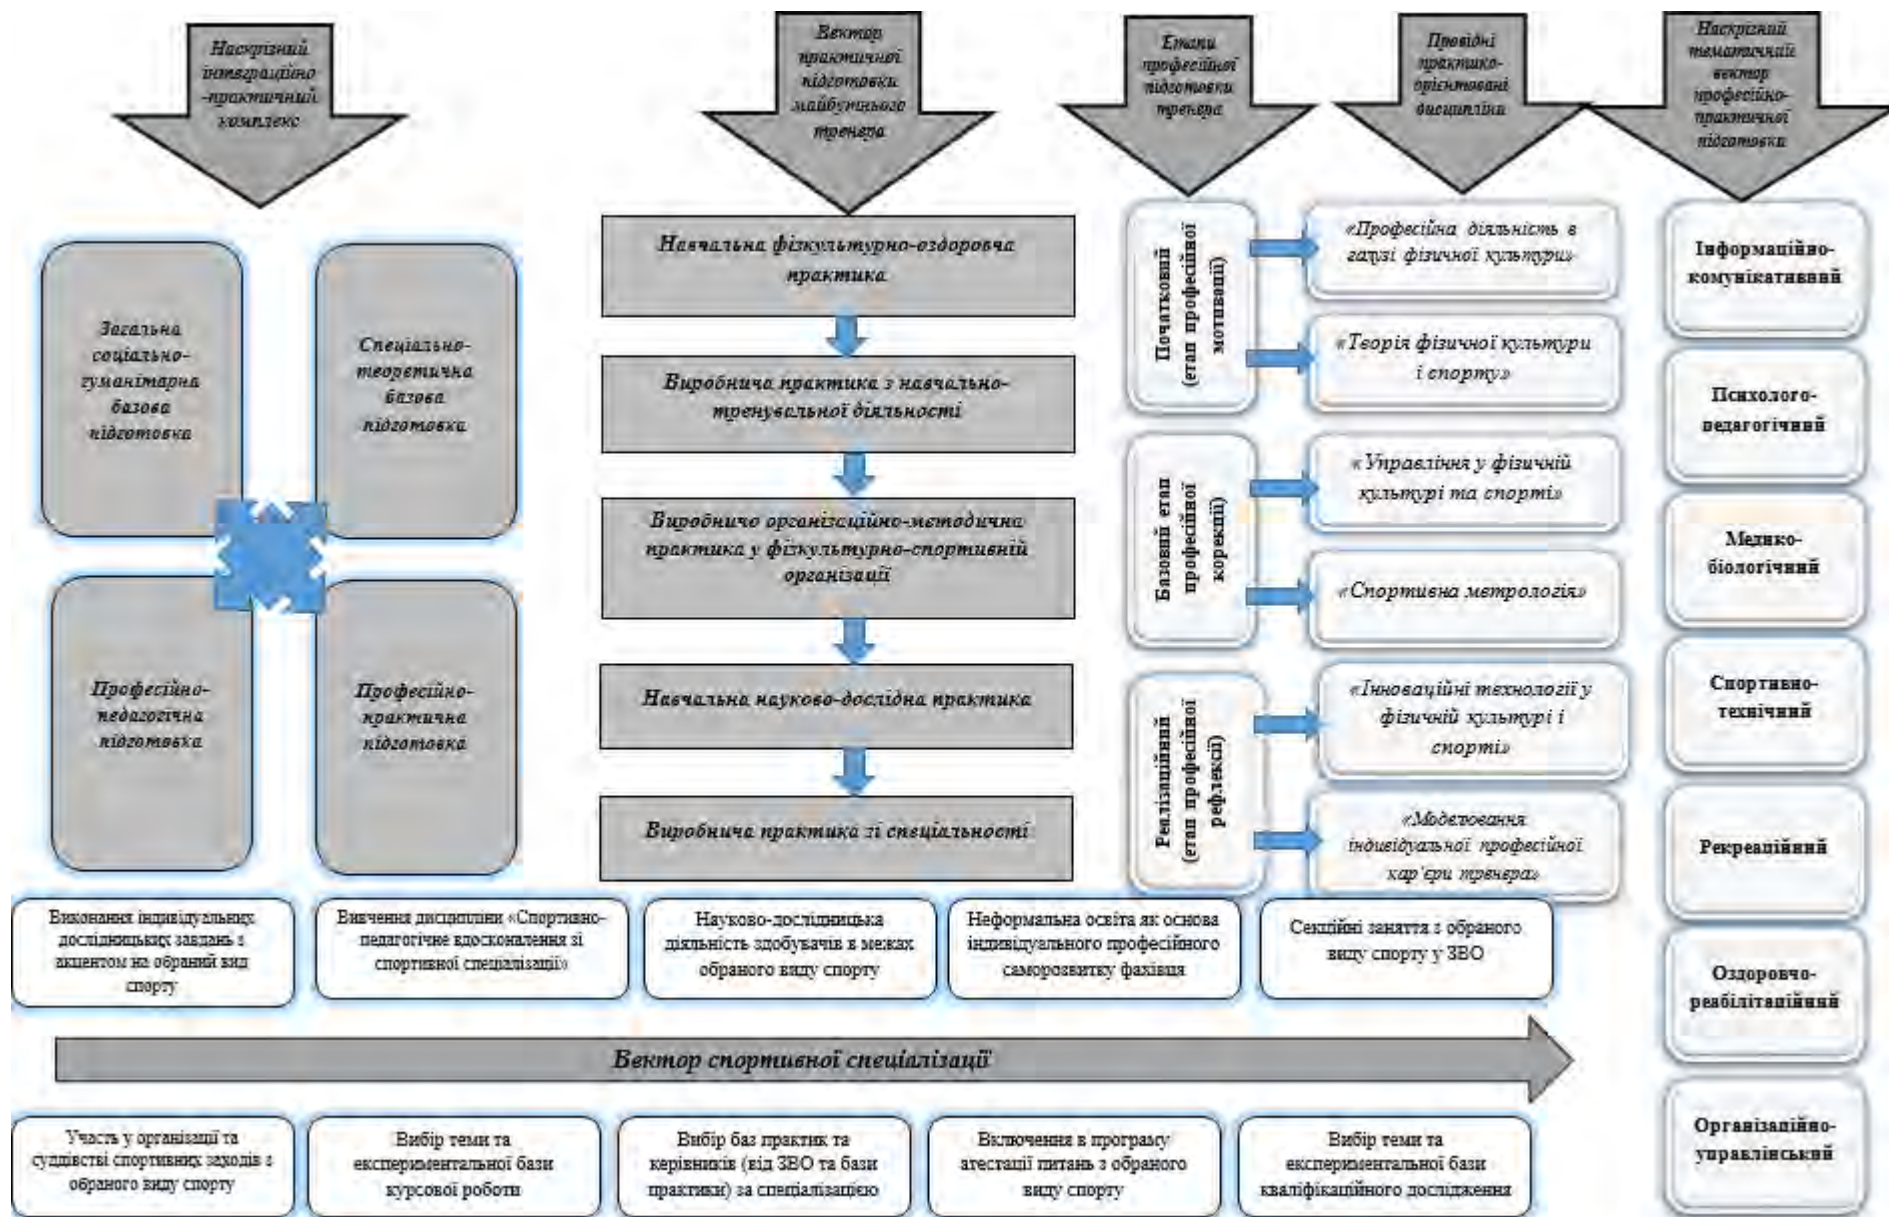 Наскрізний
інтеграційно
-практичний
комплекс
Вектор
практичної
підготовки
майбутнього
тренера
Етапи
професійної
підготовки
тренера
Провідні
практико-
орієнтовані
дисципліни
Наскрізний
тематичний
вектор
професійно-
практичної
підготовки
Загальна
соціально-
гуманітарна
базова
підготовка
Спеціально-
теоретична
базова
підготовка
Професійно-
педагогічна
підготовка
Професійно-
практична
підготовка
Навчальна фізкультурно-оздоровча
практика
Виробнича практика з навчально-
тренувальної діяльності
Виробничо організаційно-методична
практика у фізкультурно-спортивній
організації
Навчальна науково-дослідна практика
Виробнича практика зі спеціальності
Початковий
(етап професійної
мотивації)
«Професійна діяльність в
галузі фізичної культури»
«Теорія фізичної культури
і спорту»
Базовий етап
професійної
корекції)
«Управління у фізичній
культурі та спорті»
«Спортивна метрологія»
Реалізаційний
(етап професійної
рефлексії)
«Інноваційні технології у
фізичній культурі і
спорті»
«Моделювання
індивідуальної професійної
кар’єри тренера»
Інформаційно-
комунікативний
Психолого-
педагогічний
Медико-
біологічний
Спортивно-
технічний
Рекреаційний
Оздоровчо-
реабілітаційний
Організаційно-
управлінський
Виконання індивідуальних
дослідницьких завдань з
акцентом на обраний вид
спорту
Вивчення дисципліни «Спортивно-
педагогічне вдосконалення зі
спортивної спеціалізації»
Науково-дослідницька
діяльність здобувачів в межах
обраного виду спорту
Неформальна освіта як основа
індивідуального професійного
саморозвитку фахівця
Секційні заняття з обраного
виду спорту у ЗВО
Вектор спортивної спеціалізації
Участь у організації та
суддівстві спортивних заходів з
обраного виду спорту
Вибір теми та
експериментальної бази
курсової роботи
Вибір баз практик та
керівників (від ЗВО та бази
практики) за спеціалізацією
Включення в програму
атестації питань з обраного
виду спорту
Вибір теми та
експериментальної бази
кваліфікаційного дослідження